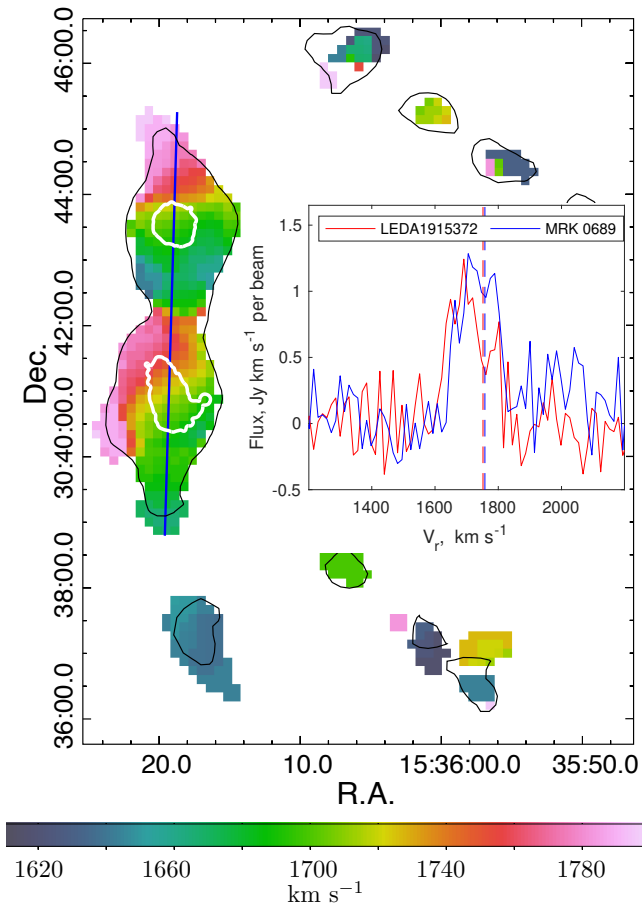 46:00.0
44:00.0
42:00.0
30:40:00.0
38:00.0
36:00.0
Dec.
1.5
1
0.5
0
-0.5
Flux, Jy km s⁻¹ per beam
LEDA1915372 MRK 0689
1400 1600 1800 2000
V_r, km s⁻¹
20.0 10.0 15:36:00.0 35:50.0
R.A.
1620 1660 1700 1740 1780
km s⁻¹